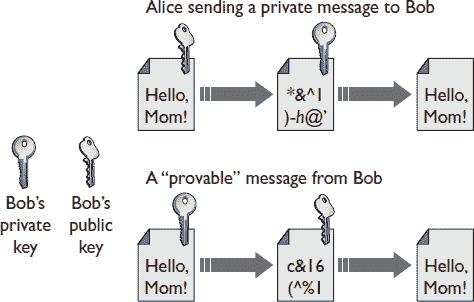 Alice sending a private message to Bob
Hello,
Mom!
*&^1
)-h@'
Hello,
Mom!
Bob's
private
key
Bob's
public
key
A “provable” message from Bob
Hello,
Mom!
c&16
(^%1
Hello,
Mom!